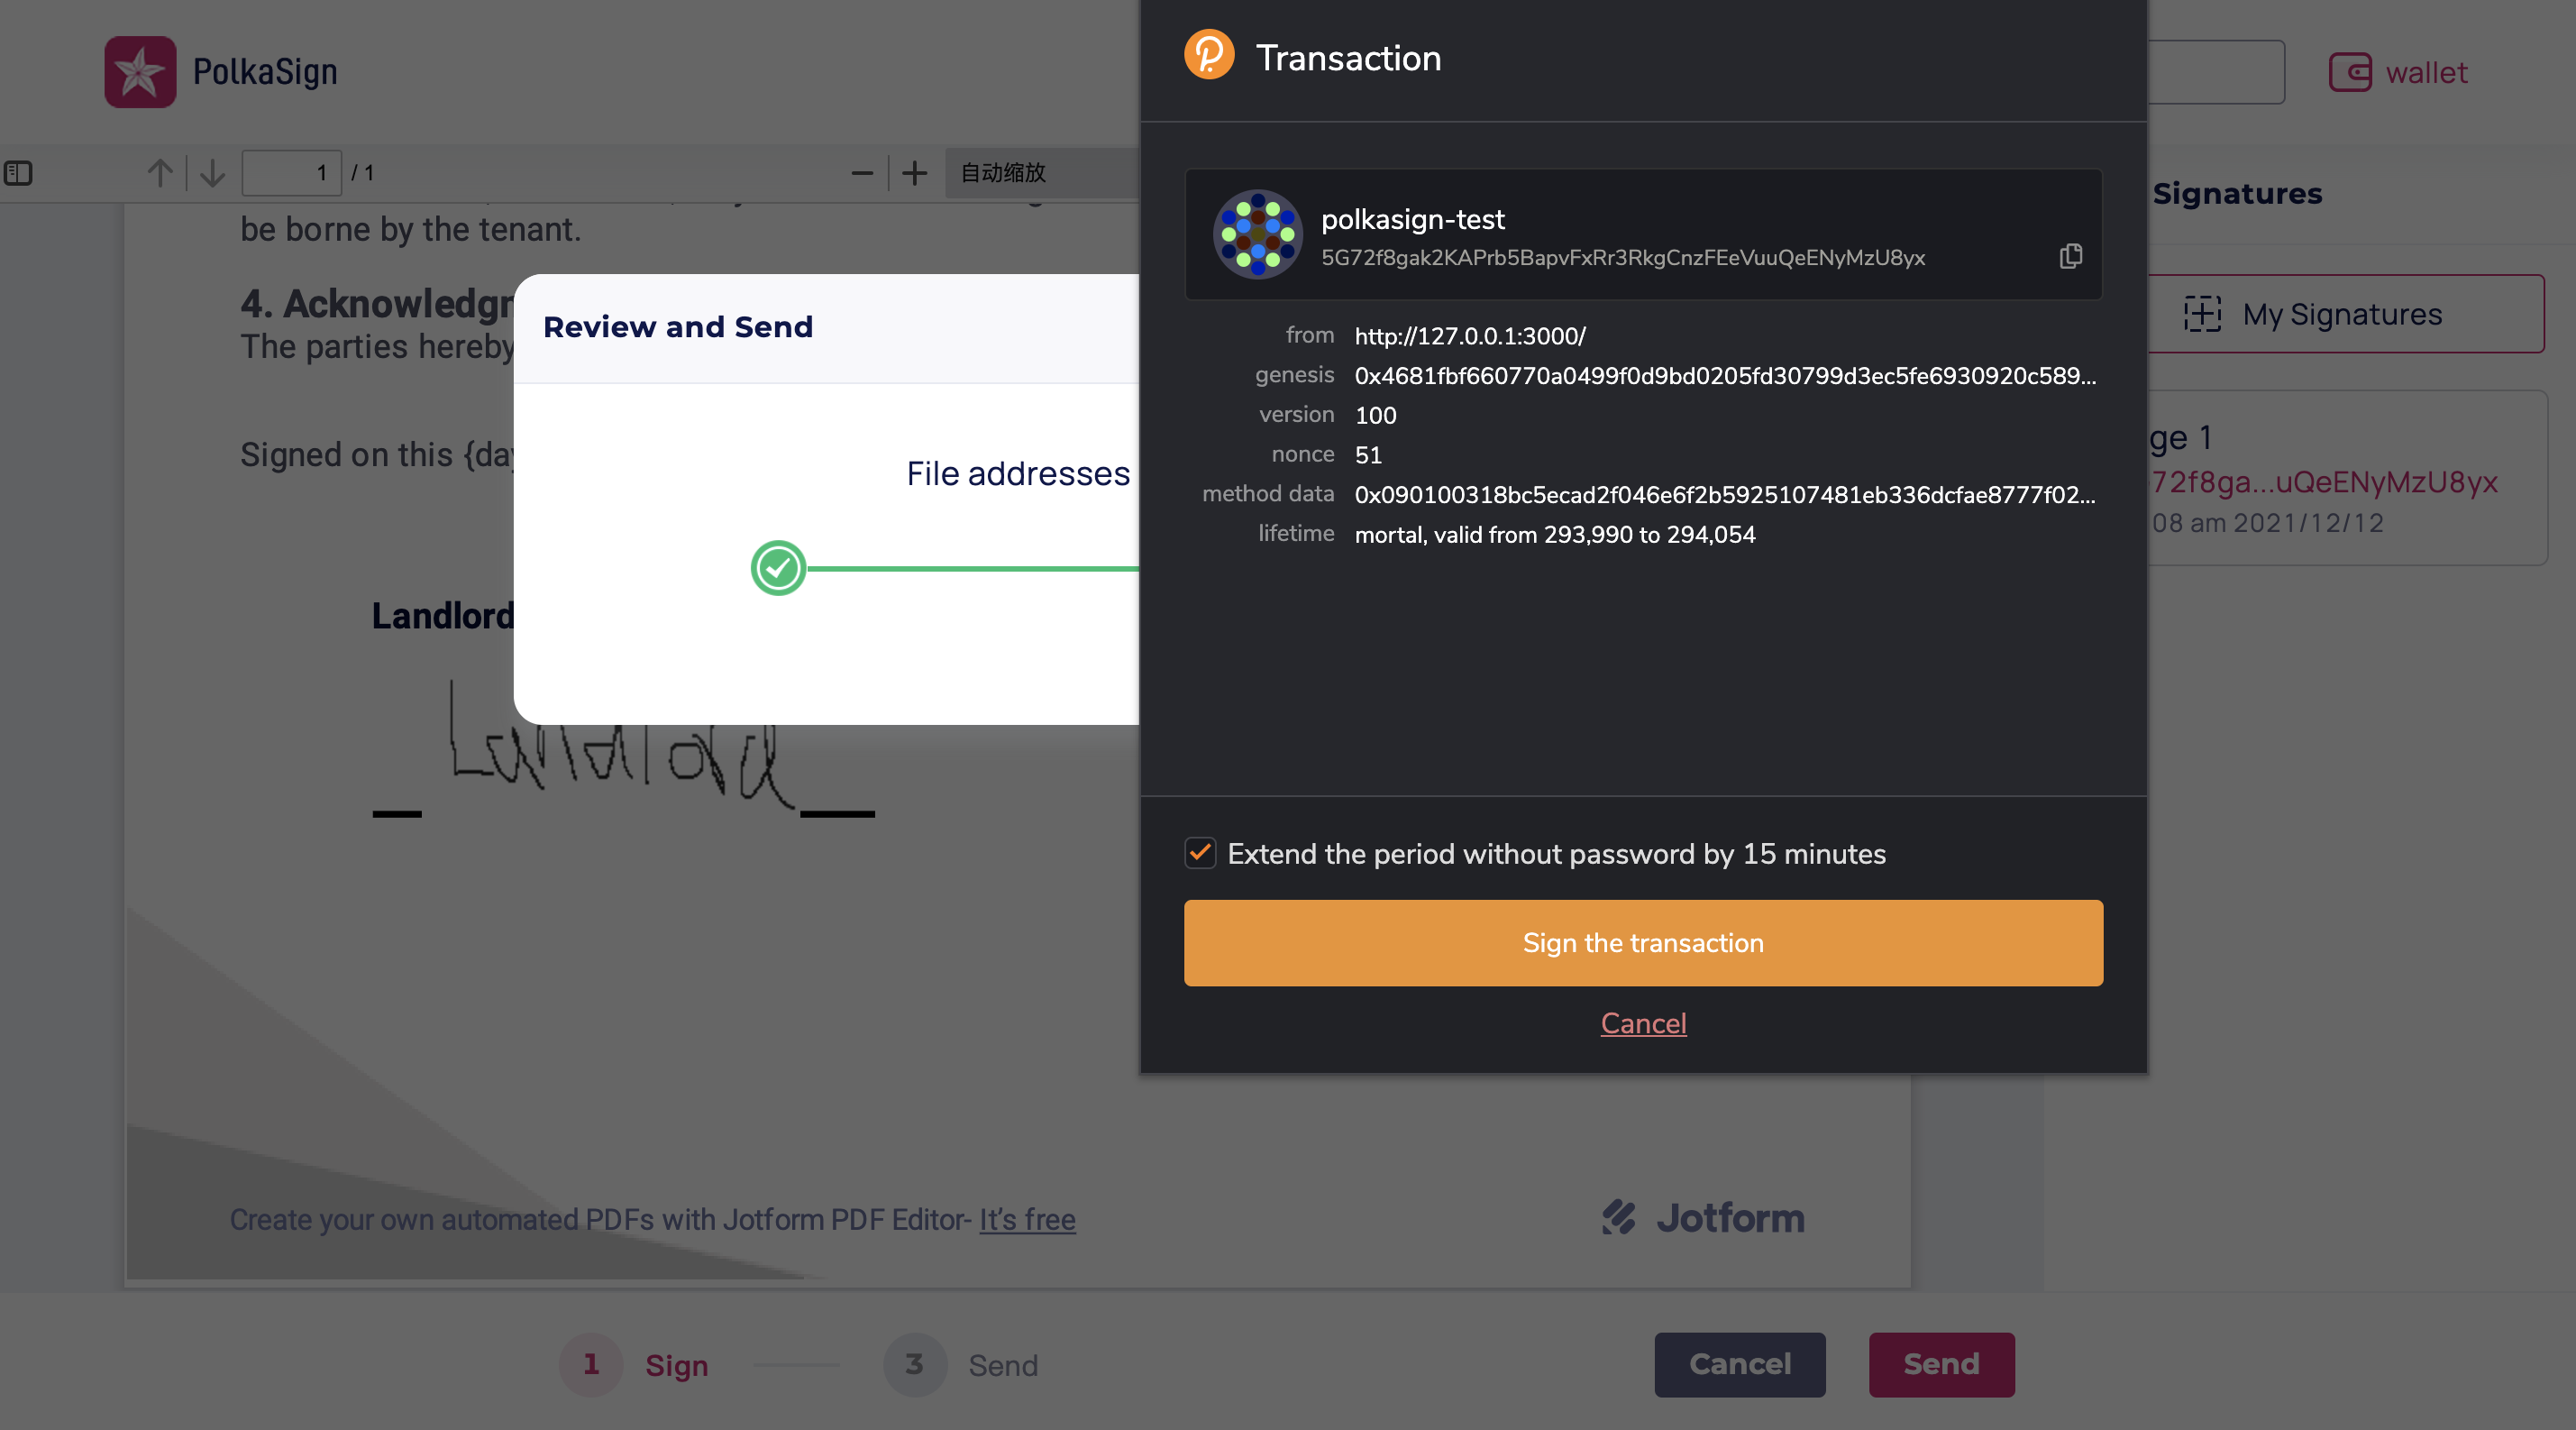 PolkaSign
wallet
1 / 1
自动缩放
be borne by the tenant.
4. Acknowledgm
The parties hereby
Signed on this {day
Landlord
Landlord
Create your own automated PDFs with Jotform PDF Editor- It’s free
Jotform
Review and Send
File addresses
Transaction
polkasign-test
5G72f8gak2KAPrb5BapvFxRr3RkgCnzFEeVuuQeENyMzU8yx
from http://127.0.0.1:3000/
genesis 0x4681fbf660770a0499f0d9bd0205fd30799d3ec5fe6930920c589...
version 100
nonce 51
method data 0x090100318bc5ecad2f046e6f2b5925107481eb336dcfae8777f02...
lifetime mortal, valid from 293,990 to 294,054
Extend the period without password by 15 minutes
Sign the transaction
Cancel
Signatures
My Signatures
ge 1
72f8ga...uQeENyMzU8yx
08 am 2021/12/12
1 Sign
3 Send
Cancel
Send